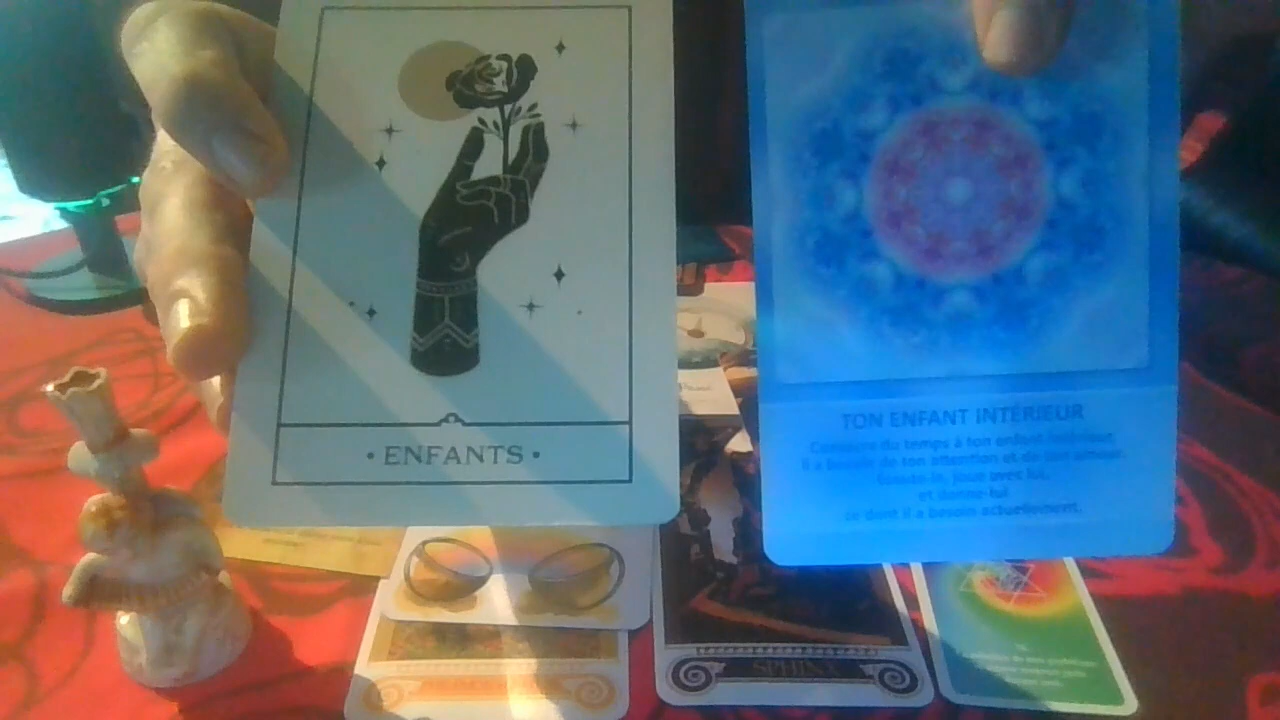 • ENFANTS •
TON ENFANT INTÉRIEUR
Consacre du temps à ton enfant intérieur.
Il a besoin de ton attention et de ton amour.
Écoute-le, joue avec lui,
et donne-lui
ce dont il a besoin actuellement.
SPHINX